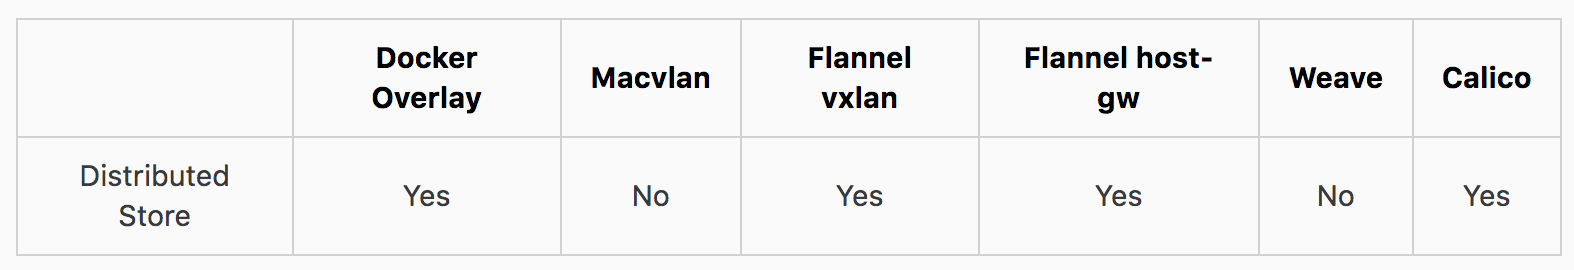 Docker
Overlay
Macvlan
Flannel
vxlan
Flannel host-
gw
Weave
Calico
Distributed
Store
Yes
No
Yes
Yes
No
Yes